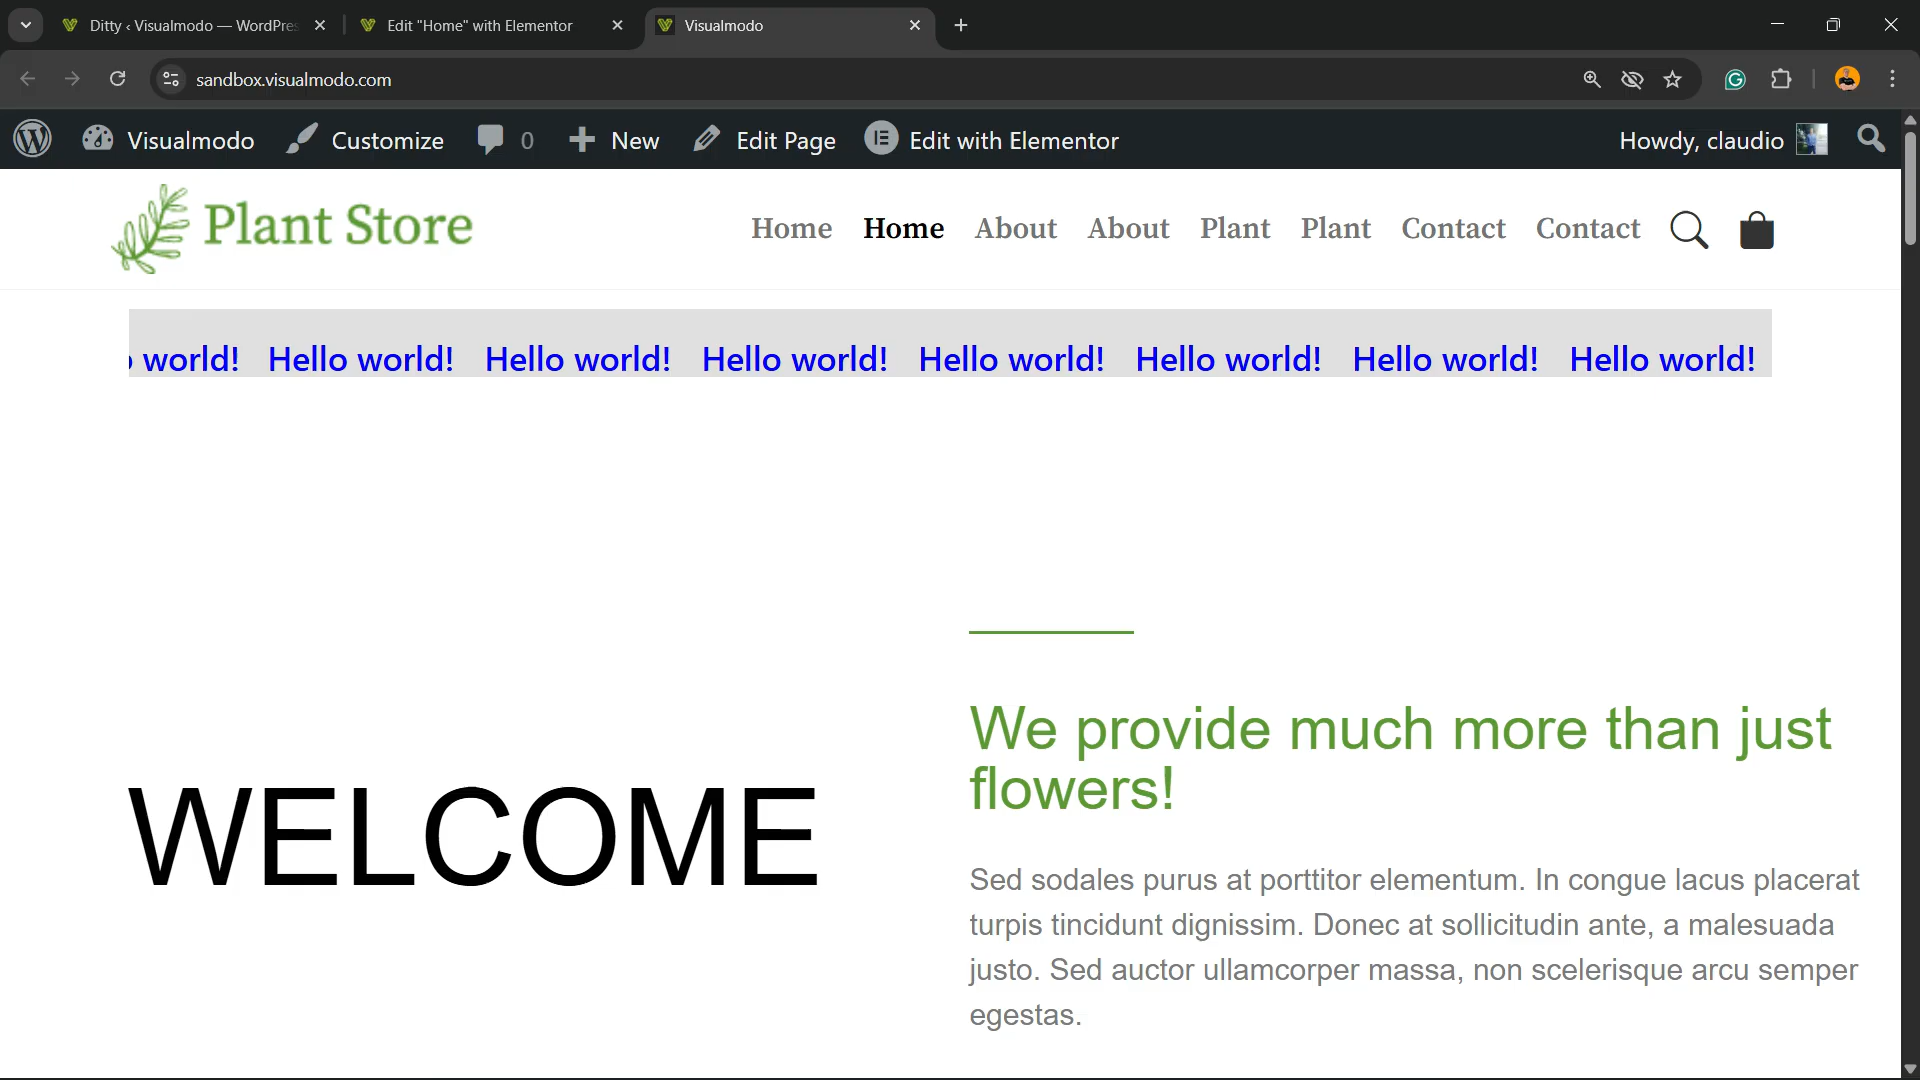 Ditty ‹ Visualmodo — WordPres
Edit "Home" with Elementor
Visualmodo
sandbox.visualmodo.com
Visualmodo
Customize
0
New
Edit Page
Edit with Elementor
Howdy, claudio
Plant Store
Home Home About About Plant Plant Contact Contact
world! Hello world! Hello world! Hello world! Hello world! Hello world! Hello world! Hello world!
WELCOME
We provide much more than just
flowers!
Sed sodales purus at porttitor elementum. In congue lacus placerat
turpis tincidunt dignissim. Donec at sollicitudin ante, a malesuada
justo. Sed auctor ullamcorper massa, non scelerisque arcu semper
egestas.